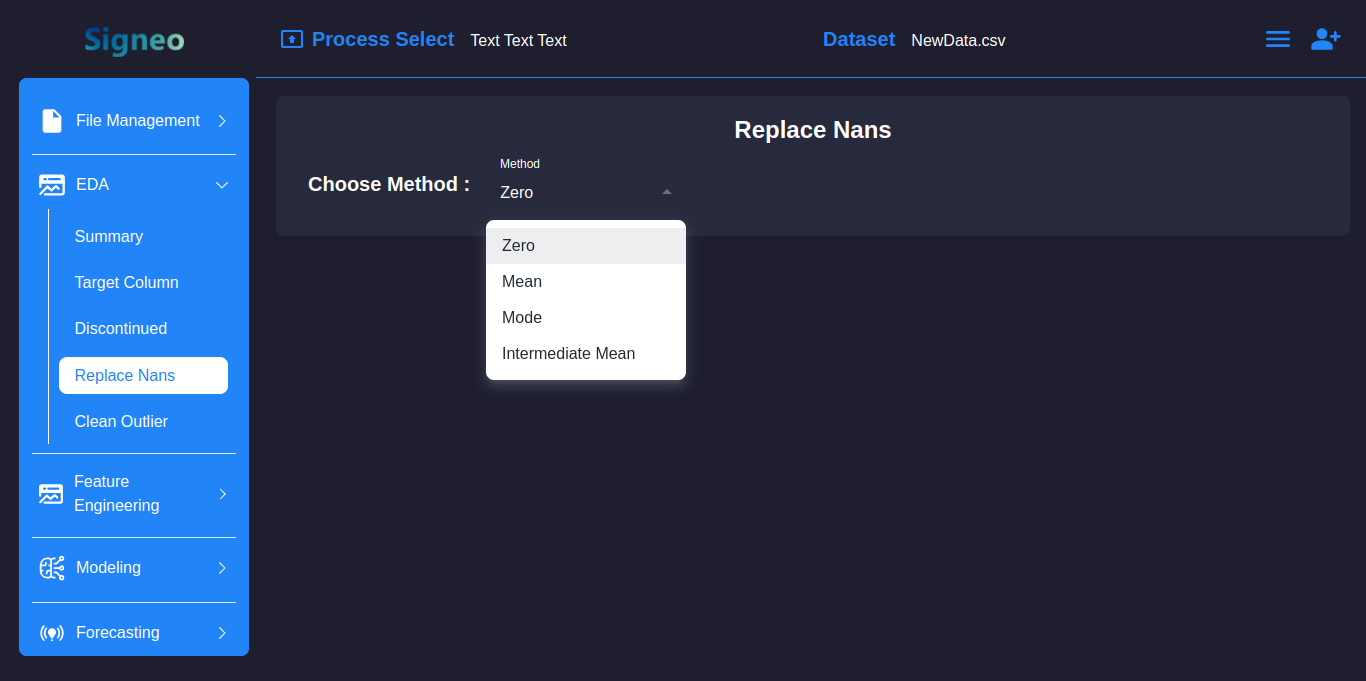 Signeo
Process Select Text Text Text
Dataset NewData.csv
File Management
EDA
Summary
Target Column
Discontinued
Replace Nans
Clean Outlier
Feature
Engineering
Modeling
Forecasting
Replace Nans
Choose Method :
Method
Zero
Zero
Mean
Mode
Intermediate Mean